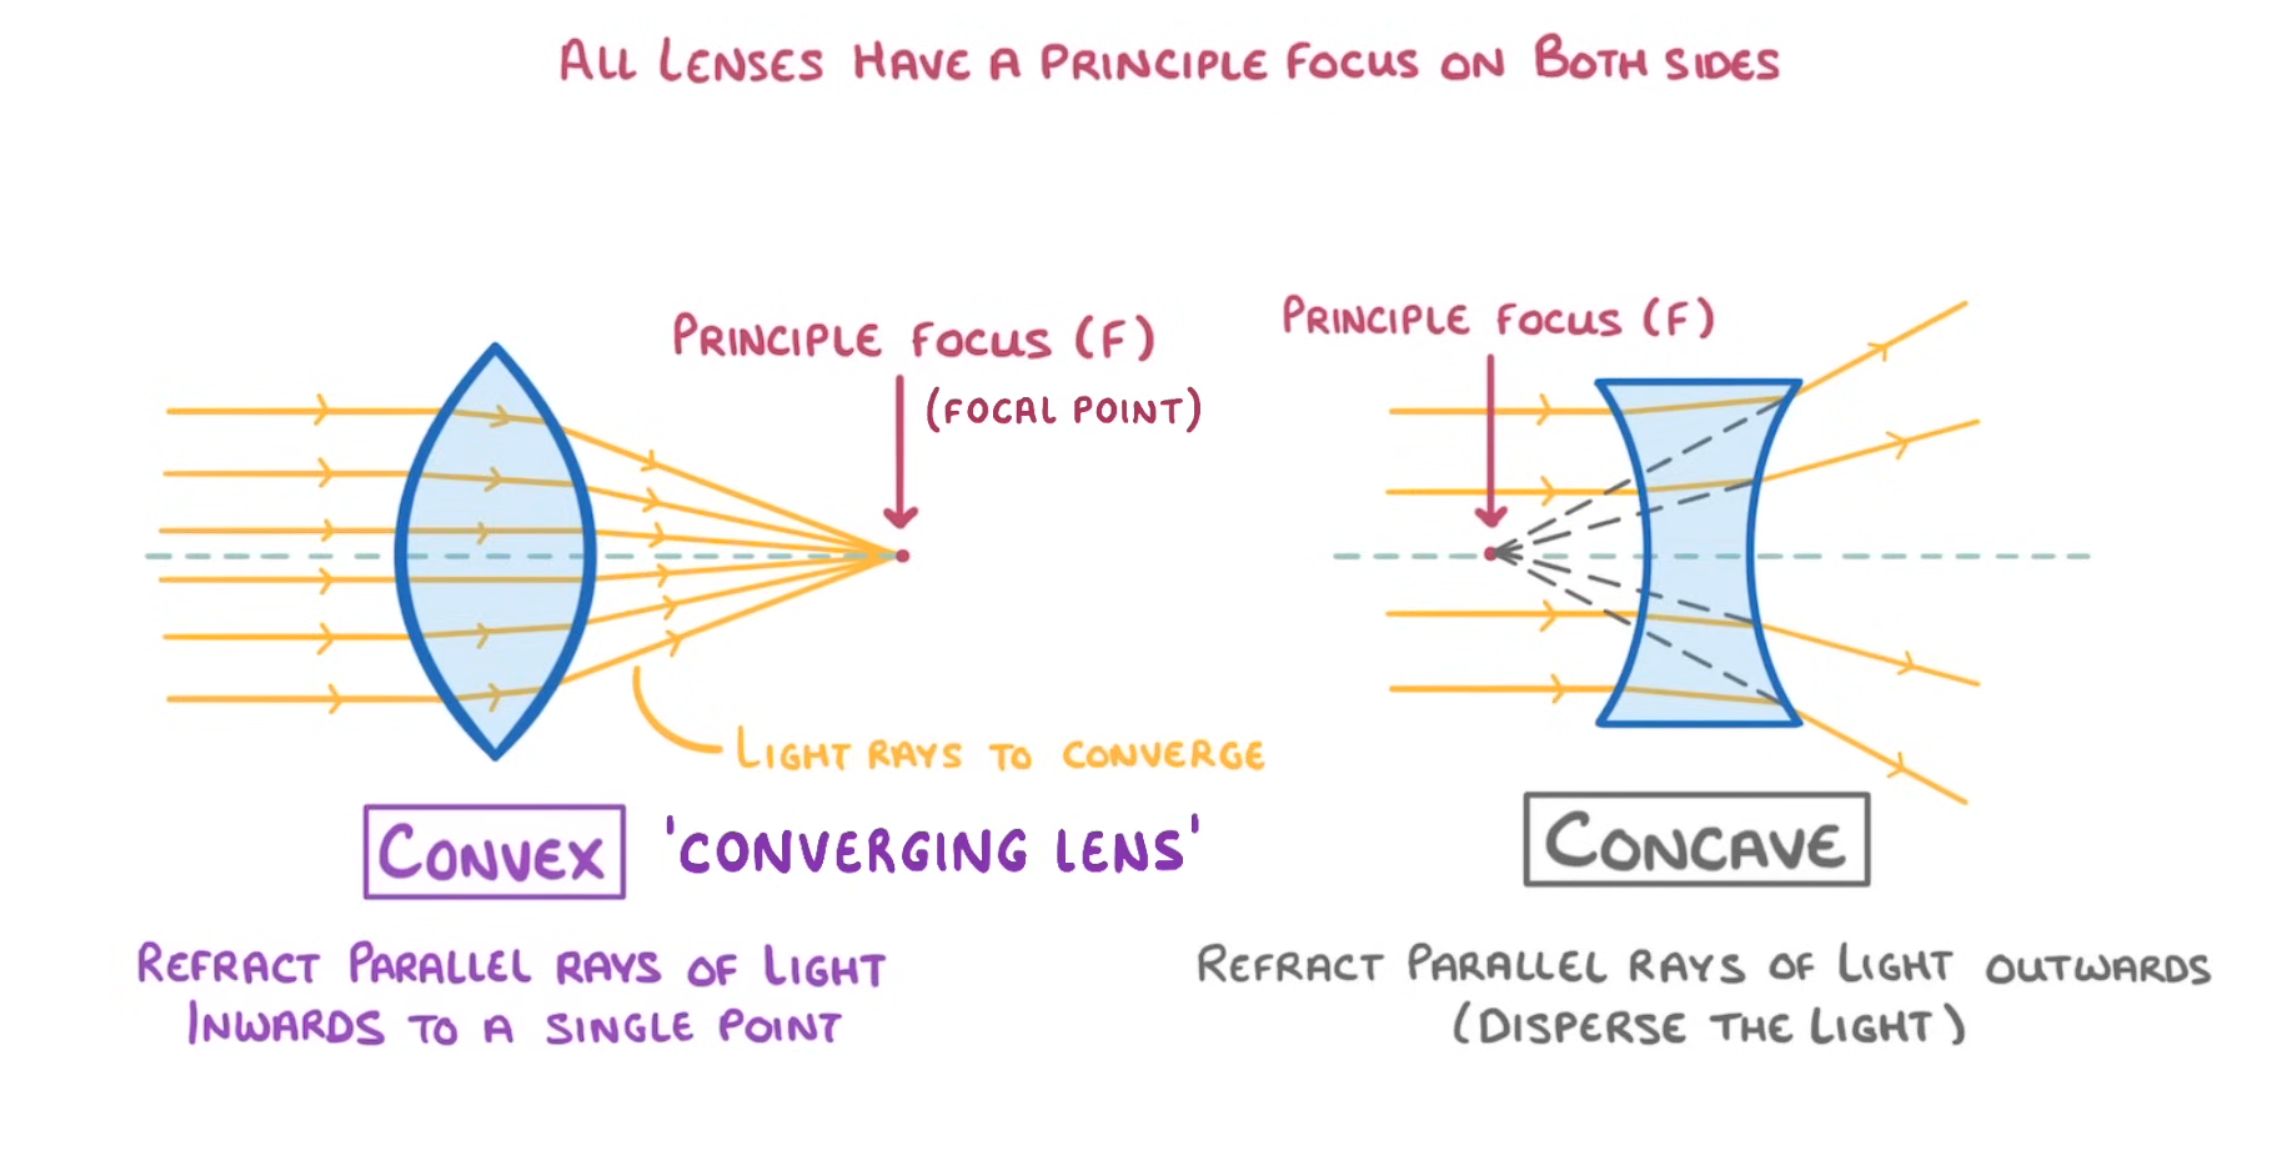 ALL LENSES HAVE A PRINCIPLE FOCUS ON BOTH SIDES
PRINCIPLE FOCUS (F)
(FOCAL POINT)
LIGHT RAYS TO CONVERGE
CONVEX
'CONVERGING LENS'
REFRACT PARALLEL RAYS OF LIGHT
INWARDS TO A SINGLE POINT
PRINCIPLE FOCUS (F)
CONCAVE
REFRACT PARALLEL RAYS OF LIGHT OUTWARDS
(DISPERSE THE LIGHT)